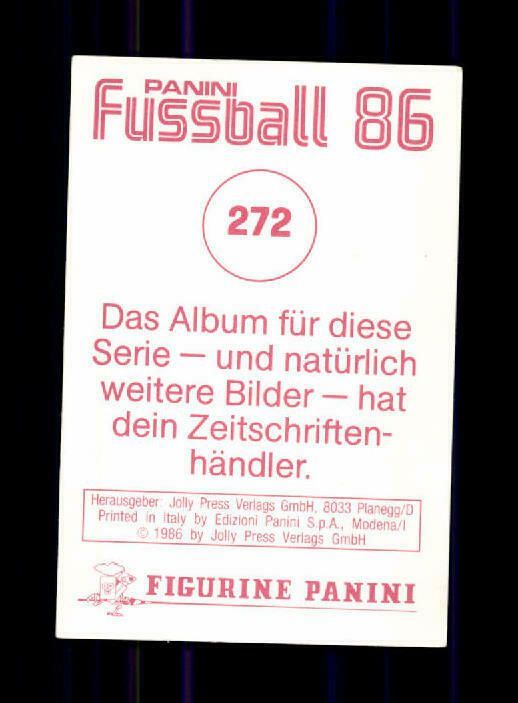 PANINI
Fussball 86
272
Das Album für diese
Serie — und natürlich
weitere Bilder — hat
dein Zeitschriften-
händler.
Herausgeber: Jolly Press Verlags GmbH, 8033 Planegg/D
Printed in Italy by Edizioni Panini S.p.A., Modena/I
© 1986 by Jolly Press Verlags GmbH
FIGURINE PANINI